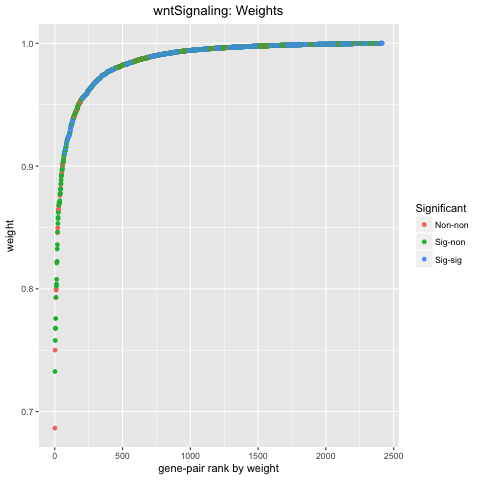 wntSignaling: Weights
1.0
0.9
0.8
0.7
weight
0
500
1000
1500
2000
2500
gene-pair rank by weight
Significant
Non-non
Sig-non
Sig-sig